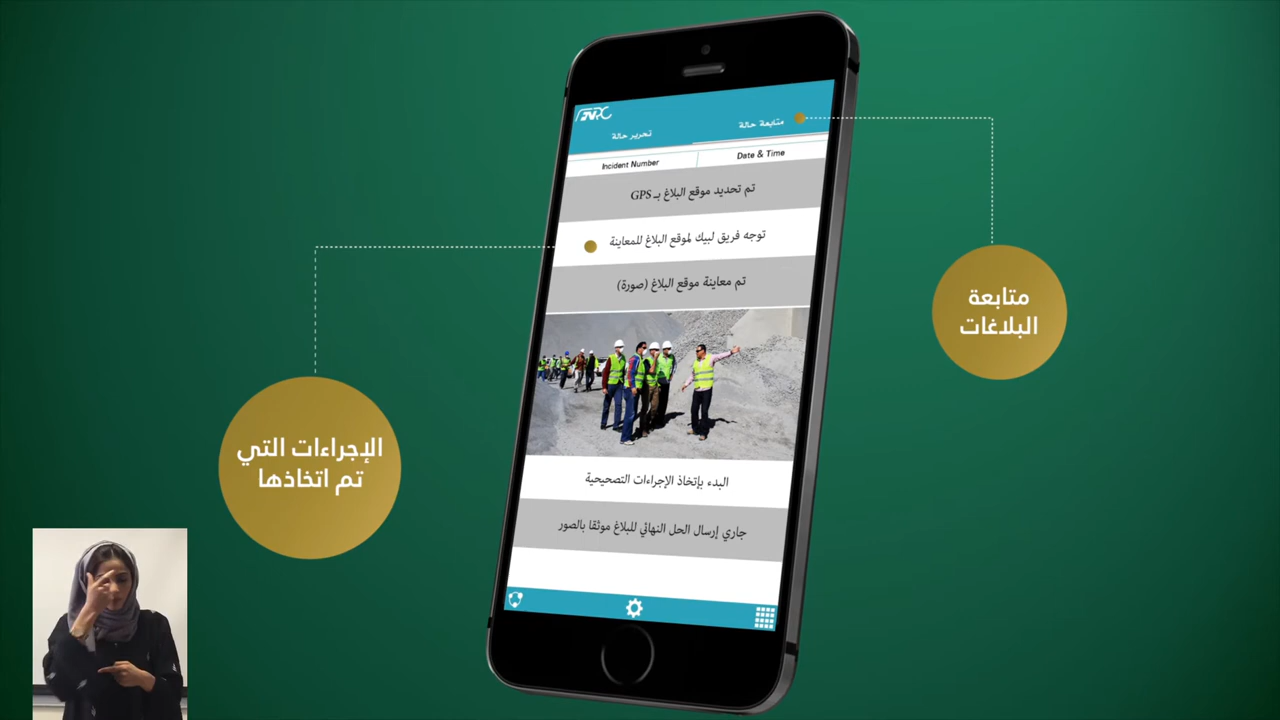 NPC
متابعة حالة
تحرير حالة
Incident Number
Date & Time
تم تحديد موقع البلاغ بـ GPS
توجه فريق لبيك لموقع البلاغ للمعاينة
تم معاينة موقع البلاغ (صورة)
البدء بإتخاذ الإجراءات التصحيحية
جاري إرسال الحل النهائي للبلاغ موثقا بالصور
متابعة
البلاغات
الإجراءات التي
تم اتخاذها